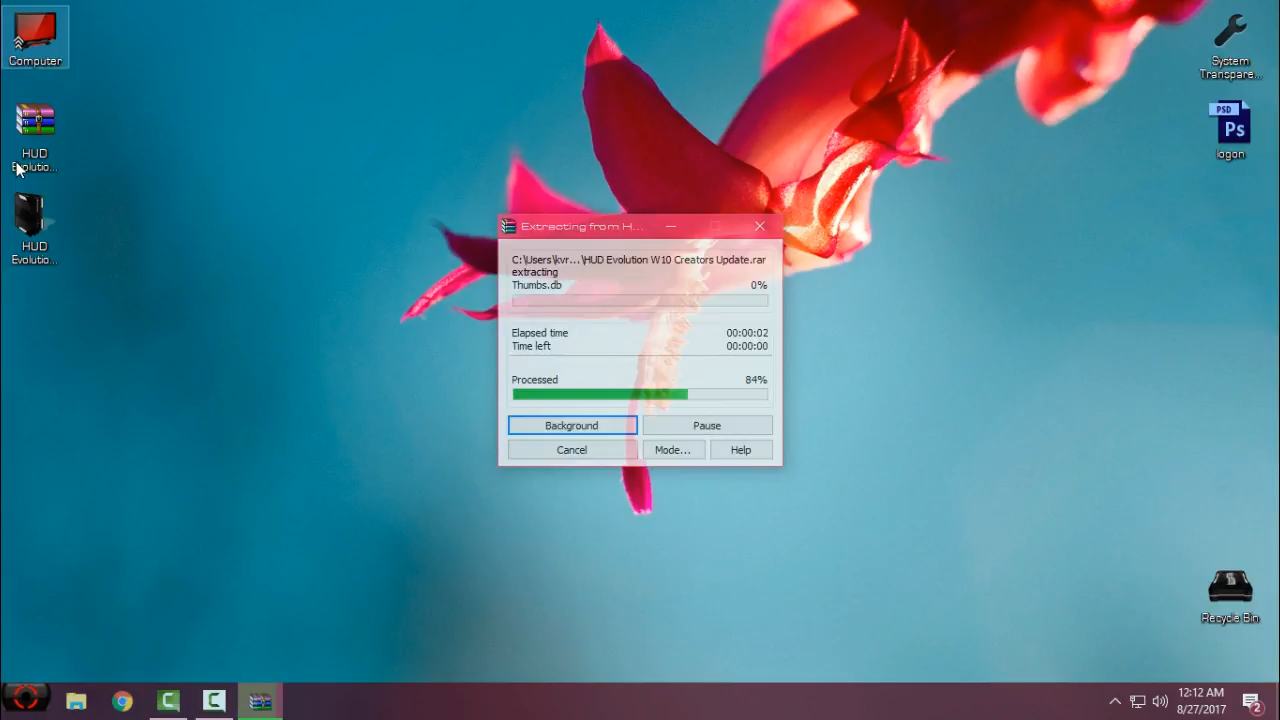 Computer
HUD
Evolutio...
HUD
Evolutio...
System
Transpare...
PSD
Ps
logan
Extracting from H...
C:\Users\kvr...\HUD Evolution W10 Creators Update.rar
extracting
Thumbs.db 0%
Elapsed time 00:00:02
Time left 00:00:00
Processed 84%
Background Pause
Cancel Mode... Help
Recycle Bin
12:12 AM
8/27/2017
2